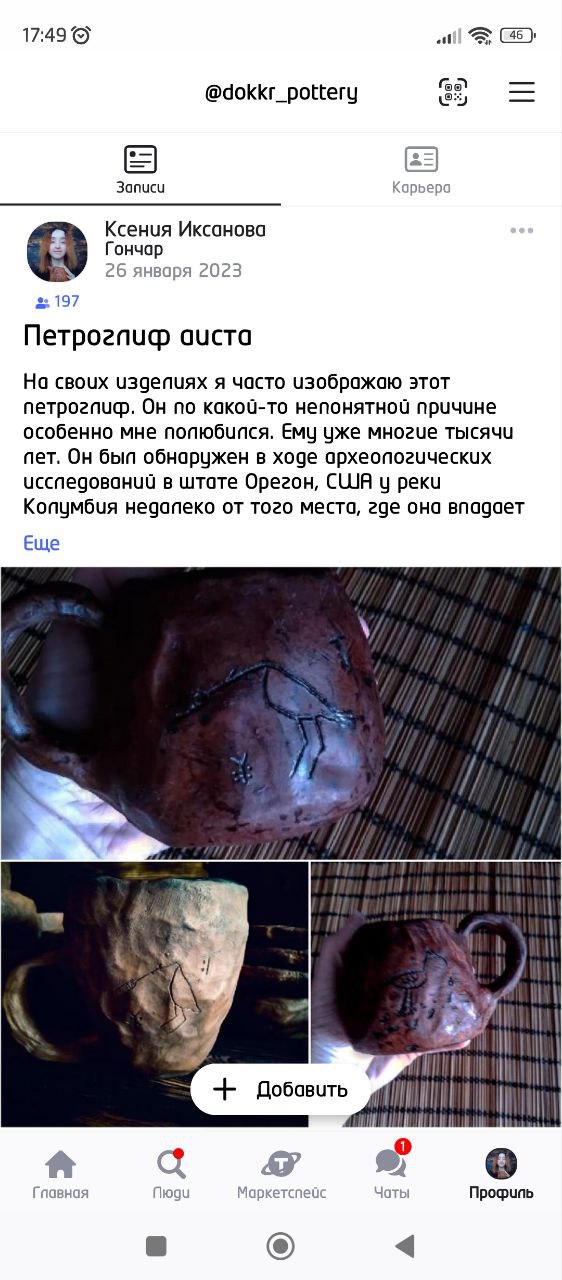 17:49
46
@dokkr_pottery
Записи
Карьера
Ксения Иксанова
Гончар
26 января 2023
197
Петроглиф аиста
На своих изделиях я часто изображаю этот
петроглиф. Он по какой-то непонятной причине
особенно мне полюбился. Ему уже многие тысячи
лет. Он был обнаружен в ходе археологических
исследований в штате Орегон, США у реки
Колумбия недалеко от того места, где она впадает
Еще
+ Добавить
1
Главная
Люди
Маркетспейс
Чаты
Профиль